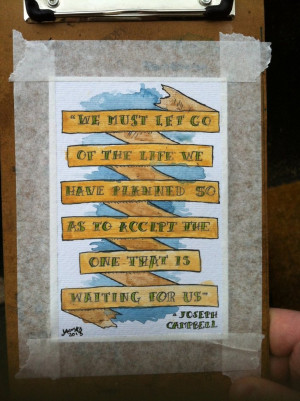 "WE MUST LET GO
OF THE LIFE WE
HAVE PLANNED SO
AS TO ACCEPT THE
ONE THAT IS
WAITING FOR US"
- JOSEPH
CAMPBELL